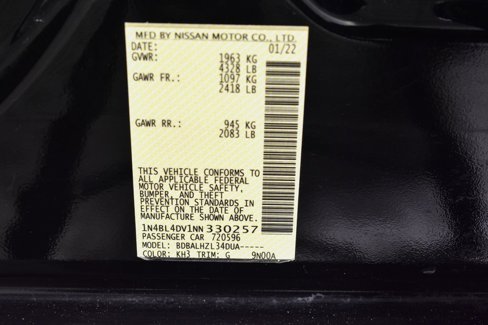 MFD BY NISSAN MOTOR CO., LTD.
DATE: 01/22
GVWR: 1963 KG
4328 LB
GAWR FR.: 1097 KG
2418 LB
GAWR RR.: 945 KG
2083 LB
THIS VEHICLE CONFORMS TO
ALL APPLICABLE FEDERAL
MOTOR VEHICLE SAFETY,
BUMPER, AND THEFT
PREVENTION STANDARDS IN
EFFECT ON THE DATE OF
MANUFACTURE SHOWN ABOVE.
1N4BL4DV1NN330257
PASSENGER CAR 720596
MODEL: BDBALHZL34DUA-----
COLOR: KH3 TRIM: G 9N00A